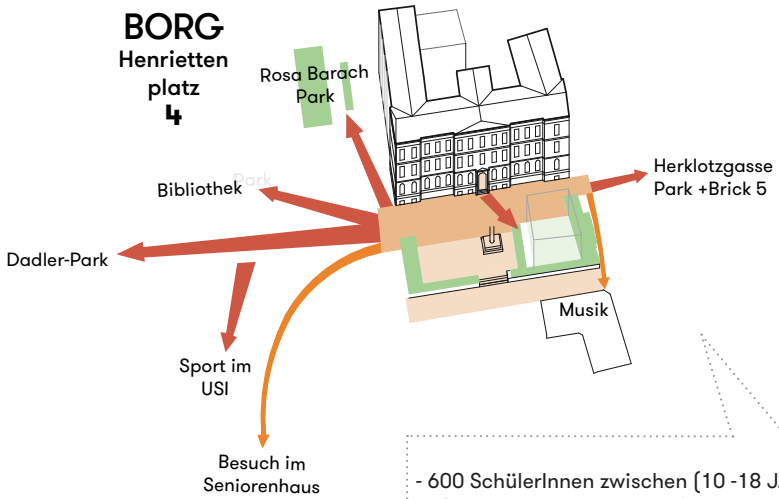 BORG
Henrietten
platz
4
Rosa Barach
Park
Bibliothek
Park
Herklotzgasse
Park +Brick 5
Dadler-Park
Musik
Sport im
USI
Besuch im
Seniorenhaus
- 600 SchülerInnen zwischen (10 -18 J